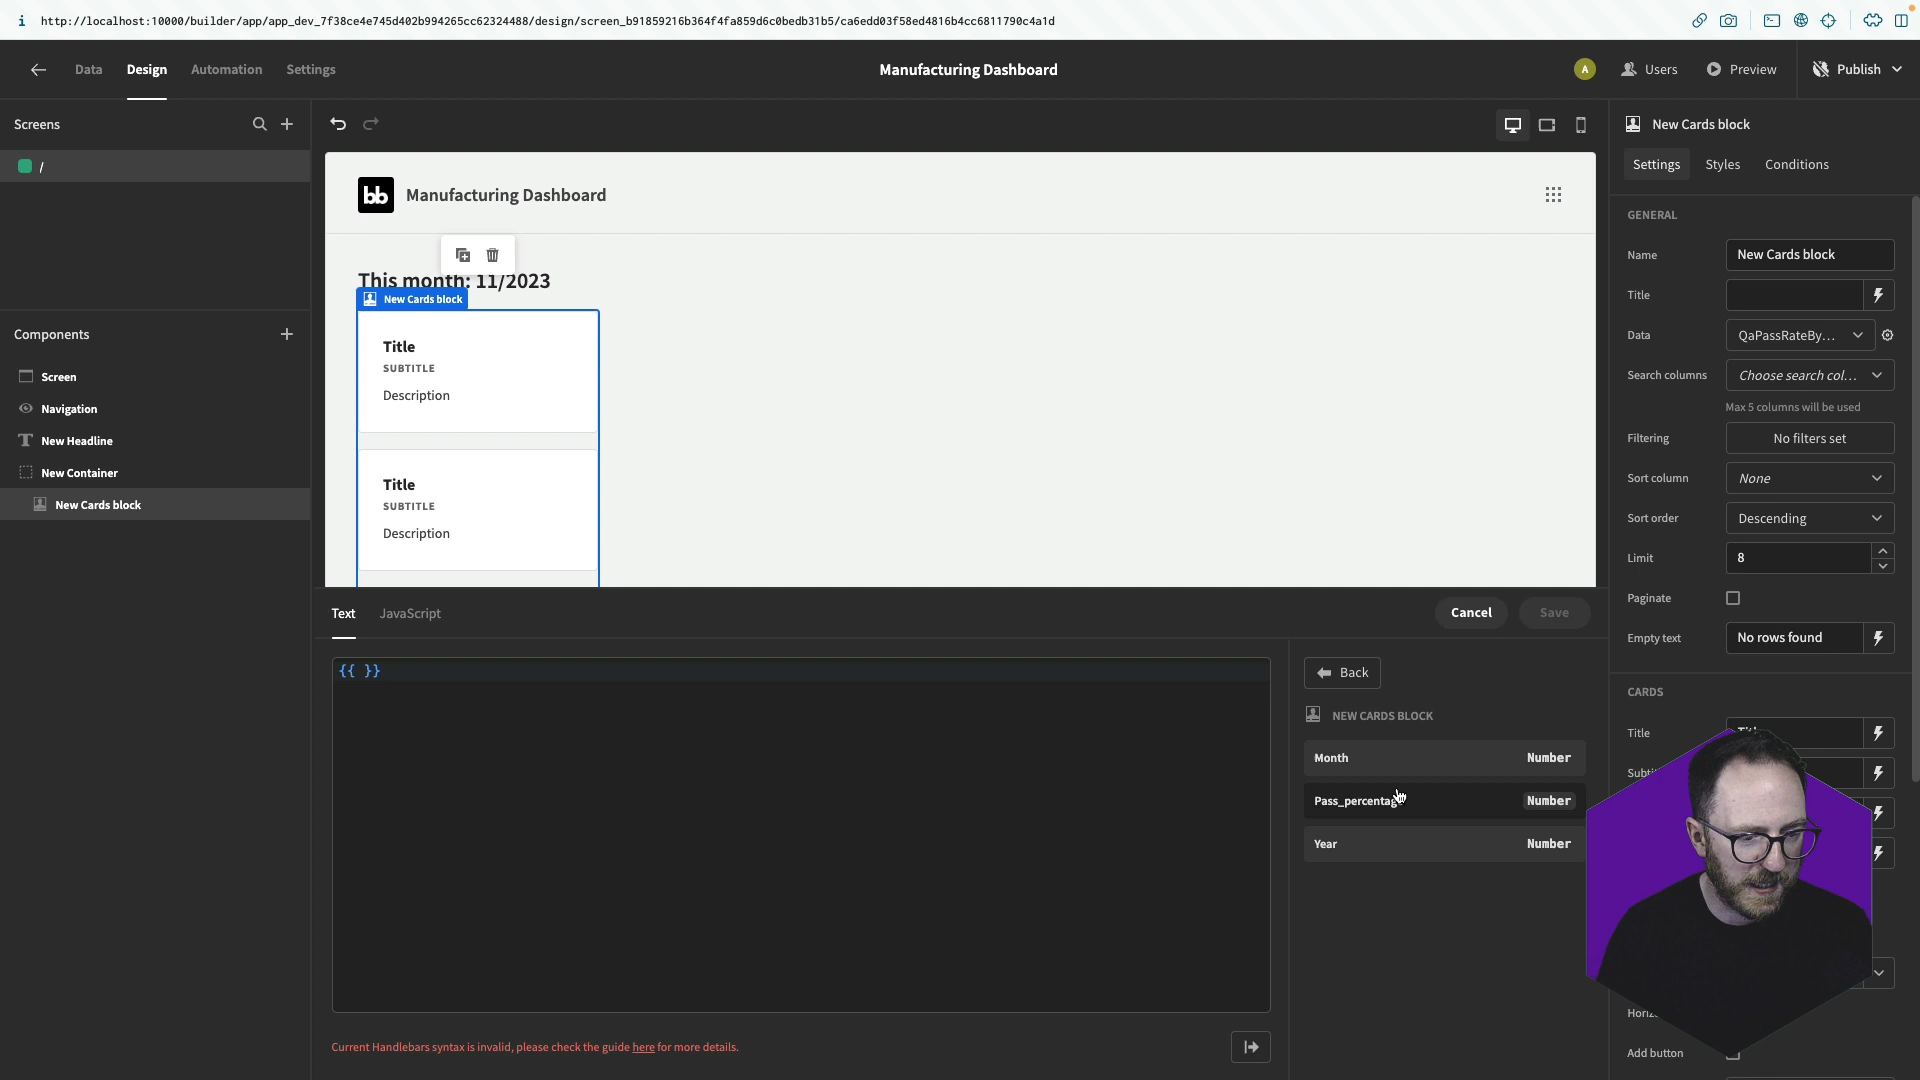 i http://localhost:10000/builder/app/app_dev_7f38ce4e745d402b994265cc62324488/design/screen_b91859216b364f4fa859d6c0bedb31b5/ca6edd03f58ed4816b4cc6811790c4a1d
Data Design Automation Settings
Manufacturing Dashboard
A Users Preview Publish
Screens
/
Components
Screen
Navigation
New Headline
New Container
New Cards block
bb Manufacturing Dashboard
This month: 11/2023
New Cards block
Title
SUBTITLE
Description
Title
SUBTITLE
Description
Text JavaScript
Cancel Save
{{ }}
Current Handlebars syntax is invalid, please check the guide here for more details.
Back
NEW CARDS BLOCK
Month Number
Pass_percentage Number
Year Number
New Cards block
Settings Styles Conditions
GENERAL
Name New Cards block
Title
Data QaPassRateBy...
Search columns Choose search col...
Max 5 columns will be used
Filtering No filters set
Sort column None
Sort order Descending
Limit 8
Paginate
Empty text No rows found
CARDS
Title
Add button